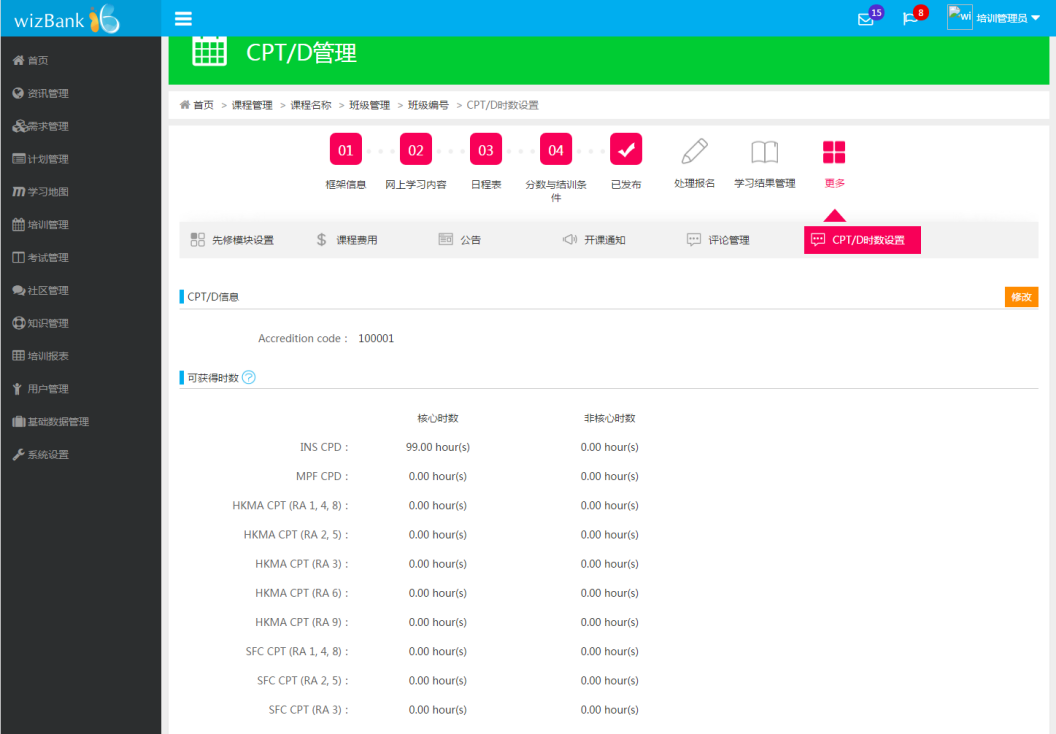 wizBank
15
8
wi
培训管理员
首页
资讯管理
需求管理
计划管理
学习地图
培训管理
考试管理
社区管理
知识管理
培训报表
用户管理
基础数据管理
系统设置
CPT/D管理
首页 > 课程管理 > 课程名称 > 班级管理 > 班级编号 > CPT/D时数设置
01 02 03 04
框架信息 网上学习内容 日程表 分数与结训条件 已发布 处理报名 学习结果管理 更多
先修模块设置 $ 课程费用 公告 开课通知 评论管理 CPT/D时数设置
CPT/D信息 修改
Accredition code： 100001
可获得时数 ?
核心时数 非核心时数
INS CPD： 99.00 hour(s) 0.00 hour(s)
MPF CPD： 0.00 hour(s) 0.00 hour(s)
HKMA CPT (RA 1, 4, 8)： 0.00 hour(s) 0.00 hour(s)
HKMA CPT (RA 2, 5)： 0.00 hour(s) 0.00 hour(s)
HKMA CPT (RA 3)： 0.00 hour(s) 0.00 hour(s)
HKMA CPT (RA 6)： 0.00 hour(s) 0.00 hour(s)
HKMA CPT (RA 9)： 0.00 hour(s) 0.00 hour(s)
SFC CPT (RA 1, 4, 8)： 0.00 hour(s) 0.00 hour(s)
SFC CPT (RA 2, 5)： 0.00 hour(s) 0.00 hour(s)
SFC CPT (RA 3)： 0.00 hour(s) 0.00 hour(s)